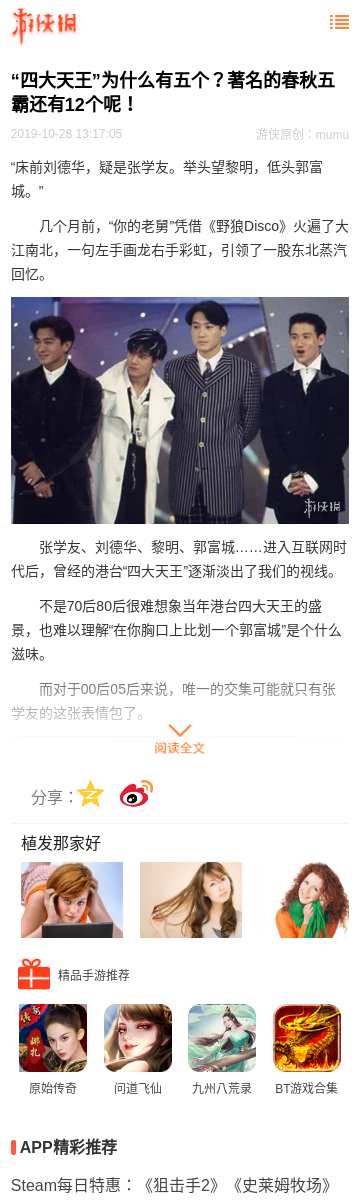 游侠网
“四大天王”为什么有五个？著名的春秋五
霸还有12个呢！
2019-10-28 13:17:05
游侠原创：mumu
“床前刘德华，疑是张学友。举头望黎明，低头郭富
城。”
几个月前，“你的老舅”凭借《野狼Disco》火遍了大
江南北，一句左手画龙右手彩虹，引领了一股东北蒸汽
回忆。
游侠网
张学友、刘德华、黎明、郭富城……进入互联网时
代后，曾经的港台“四大天王”逐渐淡出了我们的视线。
不是70后80后很难想象当年港台四大天王的盛
景，也难以理解“在你胸口上比划一个郭富城”是个什么
滋味。
而对于00后05后来说，唯一的交集可能就只有张
学友的这张表情包了。
阅读全文
分享：
植发那家好
精品手游推荐
原始传奇
问道飞仙
九州八荒录
BT游戏合集
APP精彩推荐
Steam每日特惠：《狙击手2》《史莱姆牧场》